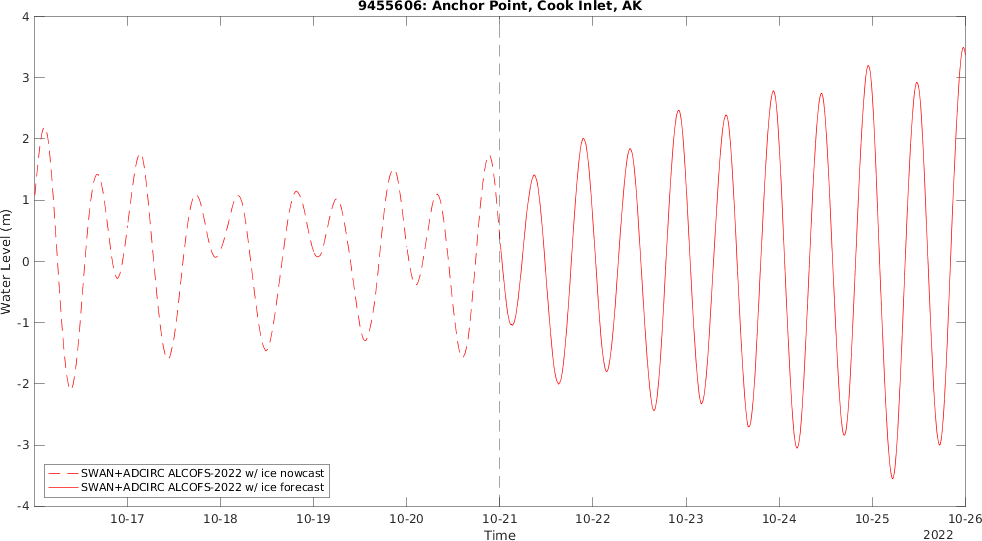 9455606: Anchor Point, Cook Inlet, AK
4
3
2
1
0
-1
-2
-3
-4
Water Level (m)
SWAN+ADCIRC ALCOFS-2022 w/ ice nowcast
SWAN+ADCIRC ALCOFS-2022 w/ ice forecast
10-17 10-18 10-19 10-20 10-21 10-22 10-23 10-24 10-25 10-26
Time
2022